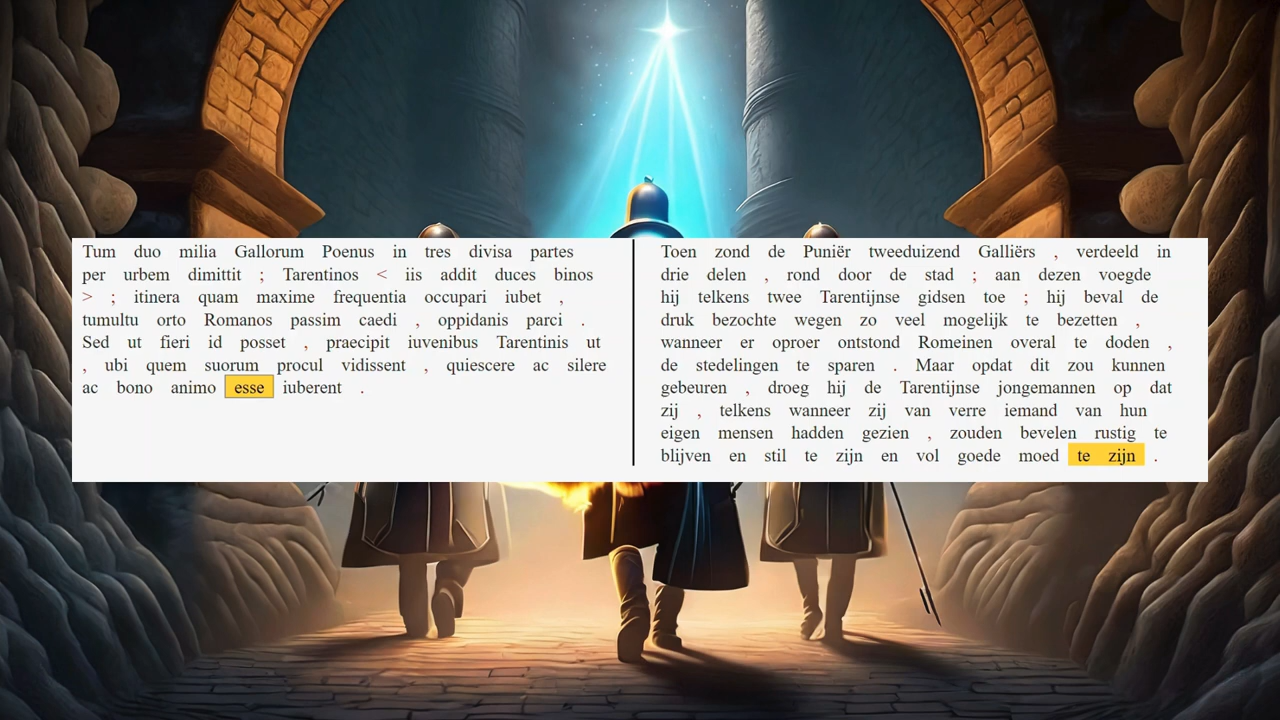 Tum duo milia Gallorum Poenus in tres divisa partes
per urbem dimittit ; Tarentinos < iis addit duces binos
> ; itinera quam maxime frequentia occupari iubet ,
tumultu orto Romanos passim caedi , oppidanis parci .
Sed ut fieri id posset , praecipit iuvenibus Tarentinis ut
, ubi quem suorum procul vidissent , quiescere ac silere
ac bono animo esse iuberent .
Toen zond de Puniër tweeduizend Galliërs , verdeeld in
drie delen , rond door de stad ; aan dezen voegde
hij telkens twee Tarentijnse gidsen toe ; hij beval de
druk bezochte wegen zo veel mogelijk te bezetten ,
wanneer er oproer ontstond Romeinen overal te doden ,
de stedelingen te sparen . Maar opdat dit zou kunnen
gebeuren , droeg hij de Tarentijnse jongemannen op dat
zij , telkens wanneer zij van verre iemand van hun
eigen mensen hadden gezien , zouden bevelen rustig te
blijven en stil te zijn en vol goede moed te zijn .